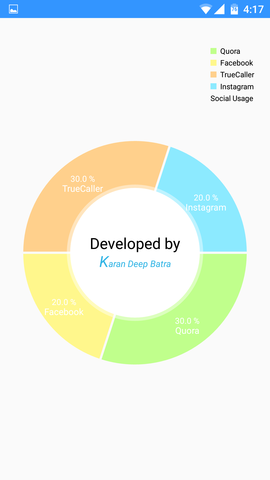 4:17
Quora
Facebook
TrueCaller
Instagram
Social Usage
30.0 %
TrueCaller
20.0 %
Instagram
Developed by
Karan Deep Batra
20.0 %
Facebook
30.0 %
Quora